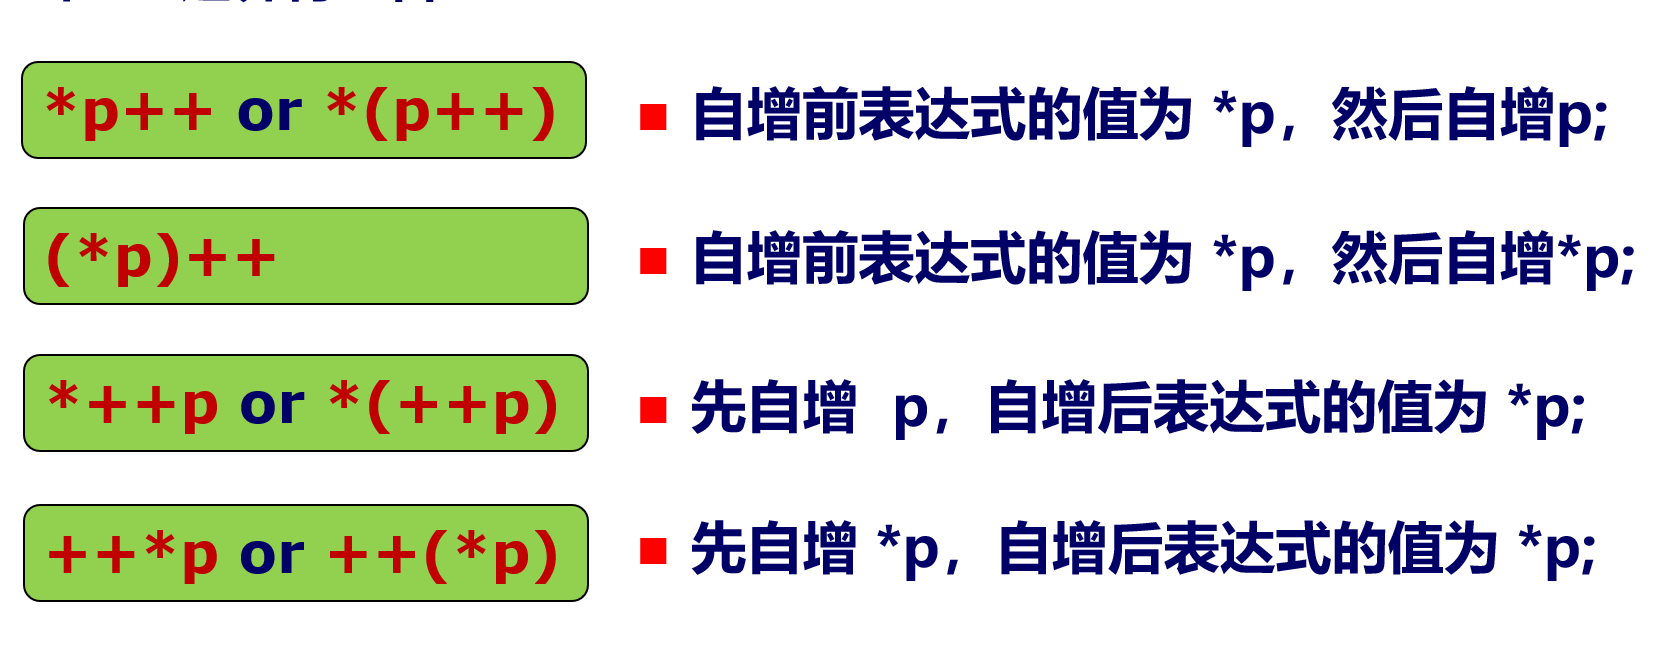 *p++ or *(p++) ■ 自增前表达式的值为 *p，然后自增p;
(*p)++ ■ 自增前表达式的值为 *p，然后自增*p;
*++p or *(++p) ■ 先自增 p，自增后表达式的值为 *p;
++*p or ++(*p) ■ 先自增 *p，自增后表达式的值为 *p;